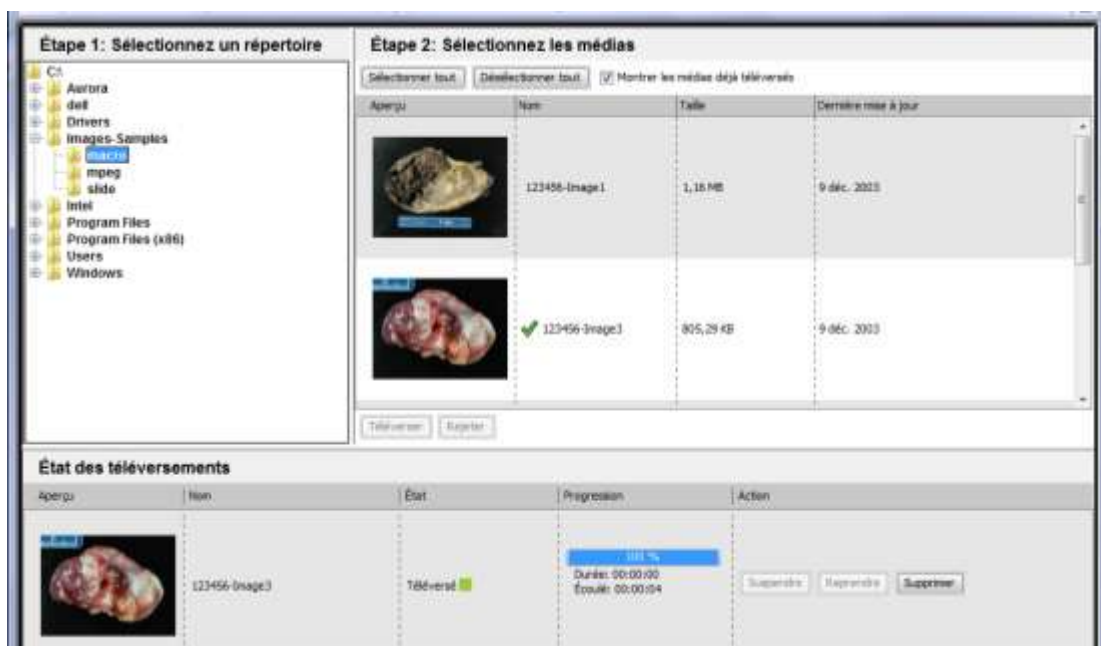 Étape 1: Sélectionnez un répertoire
C:\
Aurora
dell
Drivers
Images-Samples
macro
mpeg
slide
Intel
Program Files
Program Files (x86)
Users
Windows
Étape 2: Sélectionnez les médias
Sélectionner tout Désélectionner tout Montrer les médias déjà téléversés
Aperçu Nom Taille Dernière mise à jour
123456-Image1 1,16 MB 9 déc. 2003
123456-Image3 805,29 KB 9 déc. 2003
Téléverser Rejeter
État des téléversements
Aperçu Nom État Progression Action
100 %
123456-Image3 Téléversé Durée: 00:00:00 Suspendre Reprendre Supprimer
Écoulé: 00:00:04